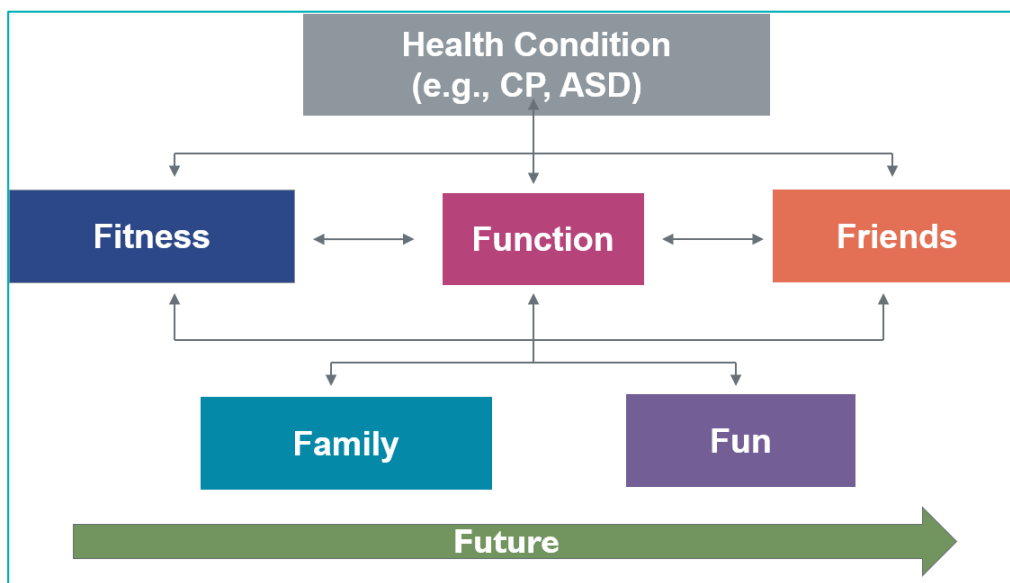 Health Condition
(e.g., CP, ASD)
Fitness
Function
Friends
Family
Fun
Future